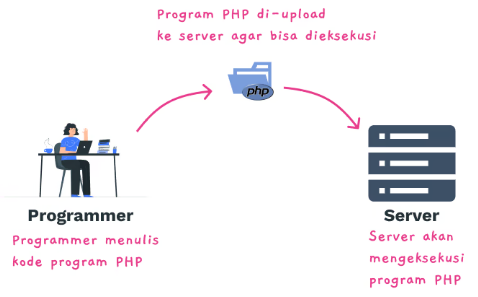 Program PHP di-upload
ke server agar bisa dieksekusi
php
Programmer
Programmer menulis
kode program PHP
Server
Server akan
mengeksekusi
program PHP